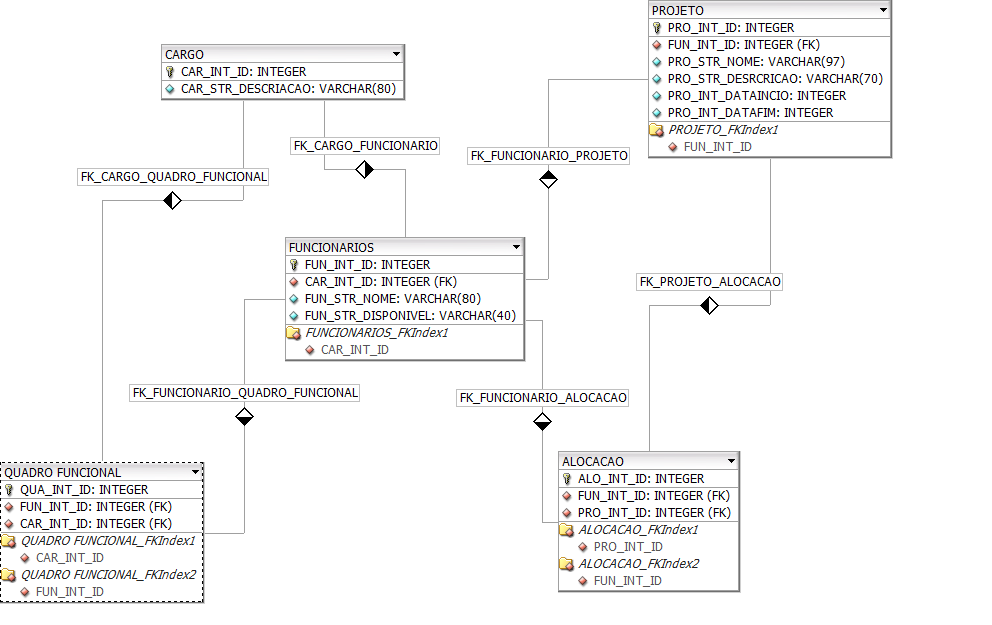 PROJETO
PRO_INT_ID: INTEGER
FUN_INT_ID: INTEGER (FK)
PRO_STR_NOME: VARCHAR(97)
PRO_STR_DESRCRICAO: VARCHAR(70)
PRO_INT_DATAINCIO: INTEGER
PRO_INT_DATAFIM: INTEGER
PROJETO_FKIndex1
FUN_INT_ID
CARGO
CAR_INT_ID: INTEGER
CAR_STR_DESCRIACAO: VARCHAR(80)
FK_CARGO_FUNCIONARIO
FK_FUNCIONARIO_PROJETO
FK_CARGO_QUADRO_FUNCIONAL
FUNCIONARIOS
FUN_INT_ID: INTEGER
CAR_INT_ID: INTEGER (FK)
FUN_STR_NOME: VARCHAR(80)
FUN_STR_DISPONIVEL: VARCHAR(40)
FUNCIONARIOS_FKIndex1
CAR_INT_ID
FK_PROJETO_ALOCACAO
FK_FUNCIONARIO_QUADRO_FUNCIONAL
FK_FUNCIONARIO_ALOCACAO
QUADRO FUNCIONAL
QUA_INT_ID: INTEGER
FUN_INT_ID: INTEGER (FK)
CAR_INT_ID: INTEGER (FK)
QUADRO FUNCIONAL_FKIndex1
CAR_INT_ID
QUADRO FUNCIONAL_FKIndex2
FUN_INT_ID
ALOCACAO
ALO_INT_ID: INTEGER
FUN_INT_ID: INTEGER (FK)
PRO_INT_ID: INTEGER (FK)
ALOCACAO_FKIndex1
PRO_INT_ID
ALOCACAO_FKIndex2
FUN_INT_ID